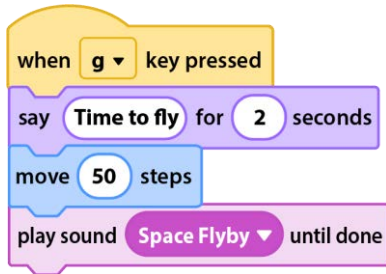 when g key pressed
say Time to fly for 2 seconds
move 50 steps
play sound Space Flyby until done